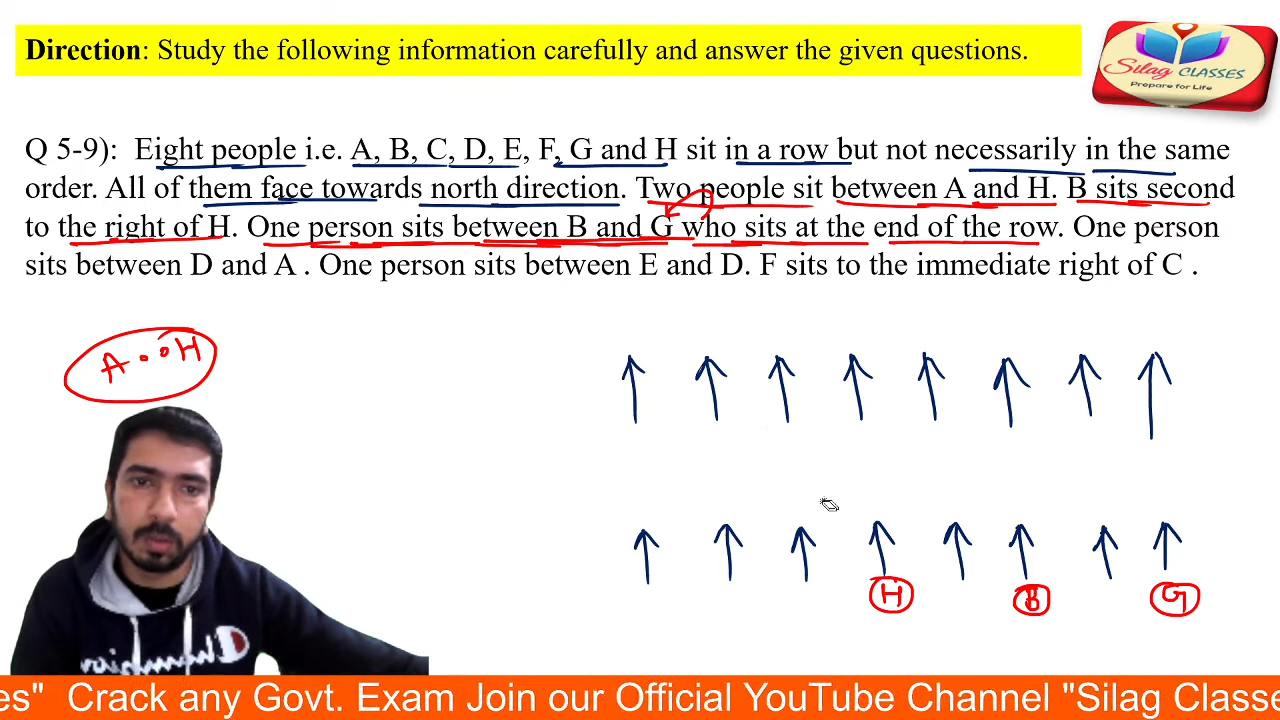 Direction: Study the following information carefully and answer the given questions.
Silag CLASSES
Prepare for Life
Q 5-9): Eight people i.e. A, B, C, D, E, F, G and H sit in a row but not necessarily in the same
order. All of them face towards north direction. Two people sit between A and H. B sits second
to the right of H. One person sits between B and G who sits at the end of the row. One person
sits between D and A . One person sits between E and D. F sits to the immediate right of C .
A • • H
H B G
Champion
es" Crack any Govt. Exam Join our Official YouTube Channel "Silag Classe